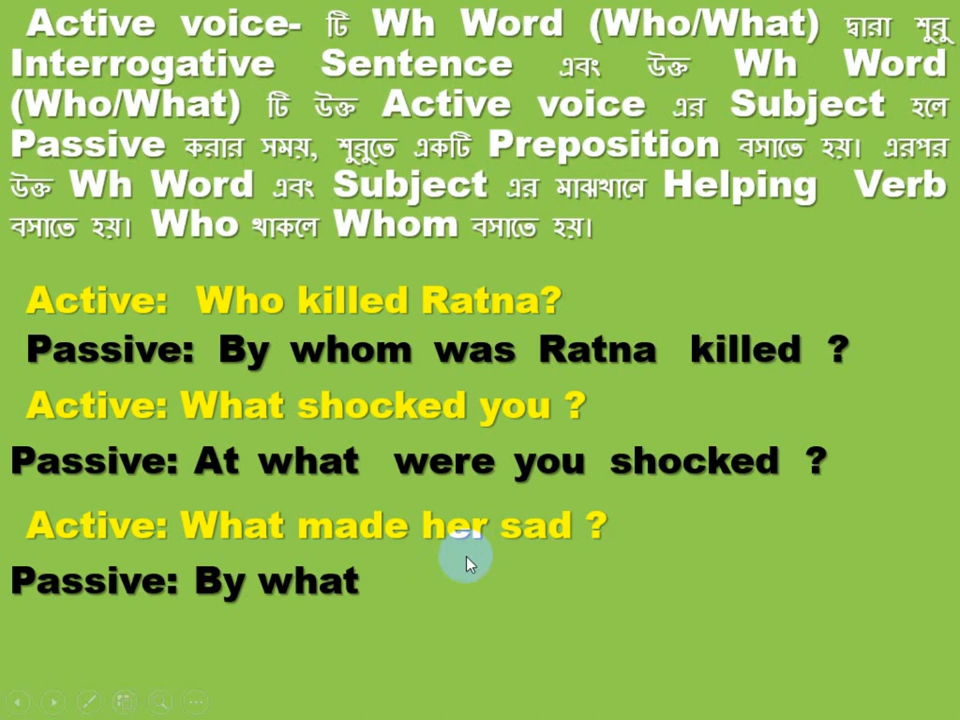 Active voice- টি Wh Word (Who/What) দ্বারা শুরু
Interrogative Sentence এবং উক্ত Wh Word
(Who/What) টি উক্ত Active voice এর Subject হলে
Passive করার সময়, শুরুতে একটি Preposition বসাতে হয়। এরপর
উক্ত Wh Word এবং Subject এর মাঝখানে Helping Verb
বসাতে হয়। Who থাকলে Whom বসাতে হয়।
Active: Who killed Ratna?
Passive: By whom was Ratna killed ?
Active: What shocked you ?
Passive: At what were you shocked ?
Active: What made her sad ?
Passive: By what